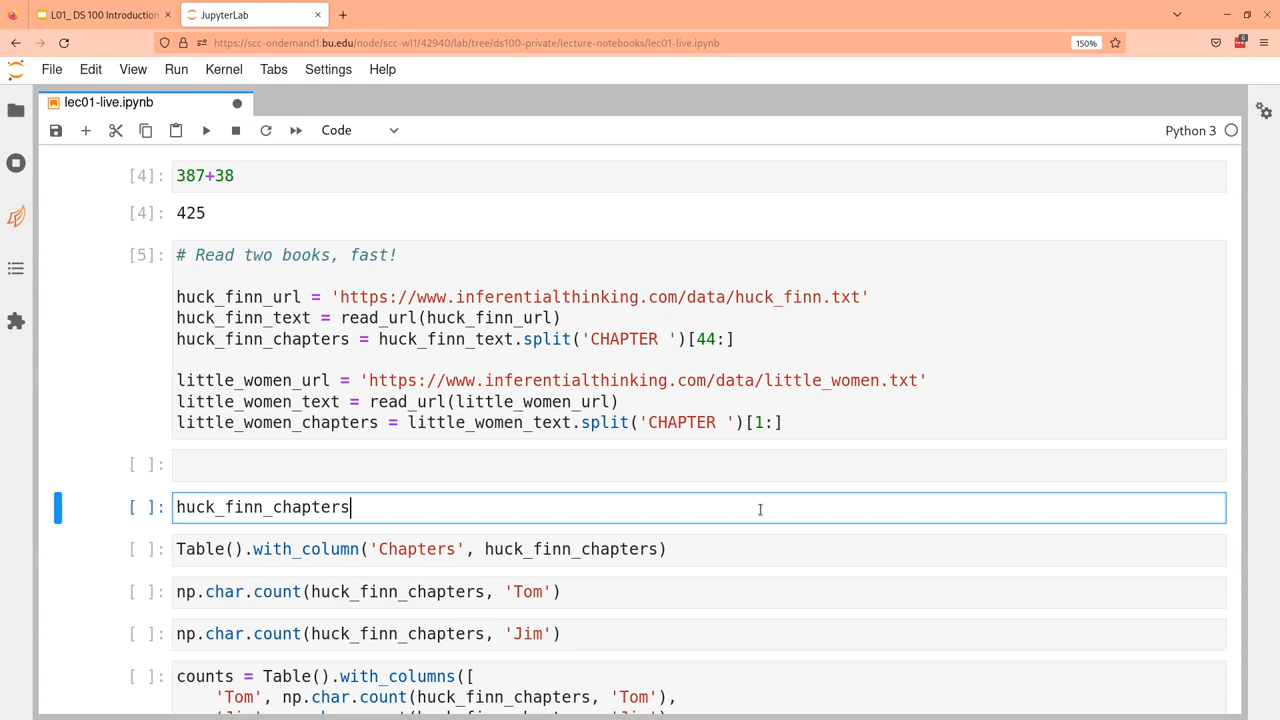 L01_ DS 100 Introduction
JupyterLab
https://scc-ondemand1.bu.edu/node/scc-wl1/42940/lab/tree/ds100-private/lecture-notebooks/lec01-live.ipynb
150%
6
File Edit View Run Kernel Tabs Settings Help
lec01-live.ipynb
Code
Python 3
[4]: 387+38
[4]: 425
[5]: # Read two books, fast!
huck_finn_url = 'https://www.inferentialthinking.com/data/huck_finn.txt'
huck_finn_text = read_url(huck_finn_url)
huck_finn_chapters = huck_finn_text.split('CHAPTER ')[44:]
little_women_url = 'https://www.inferentialthinking.com/data/little_women.txt'
little_women_text = read_url(little_women_url)
little_women_chapters = little_women_text.split('CHAPTER ')[1:]
[ ]:
[ ]: huck_finn_chapters
[ ]: Table().with_column('Chapters', huck_finn_chapters)
[ ]: np.char.count(huck_finn_chapters, 'Tom')
[ ]: np.char.count(huck_finn_chapters, 'Jim')
[ ]: counts = Table().with_columns([
'Tom', np.char.count(huck_finn_chapters, 'Tom'),